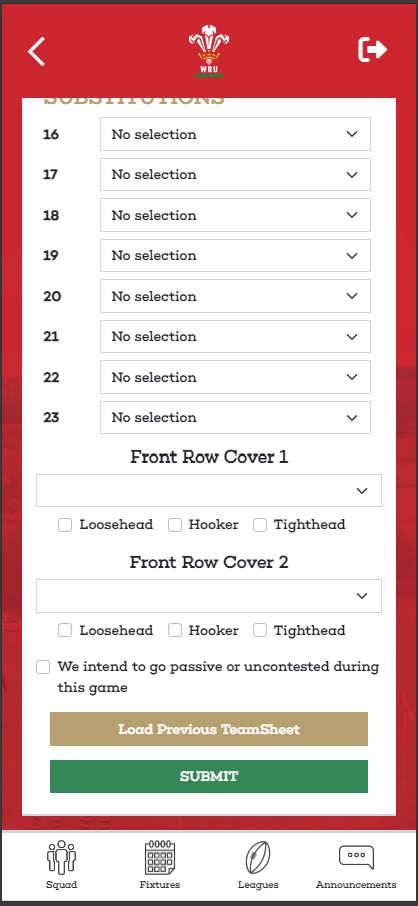 WRU
SUBSTITUTIONS
16 No selection
17 No selection
18 No selection
19 No selection
20 No selection
21 No selection
22 No selection
23 No selection
Front Row Cover 1
Loosehead Hooker Tighthead
Front Row Cover 2
Loosehead Hooker Tighthead
We intend to go passive or uncontested during
this game
Load Previous TeamSheet
SUBMIT
Squad Fixtures Leagues Announcements